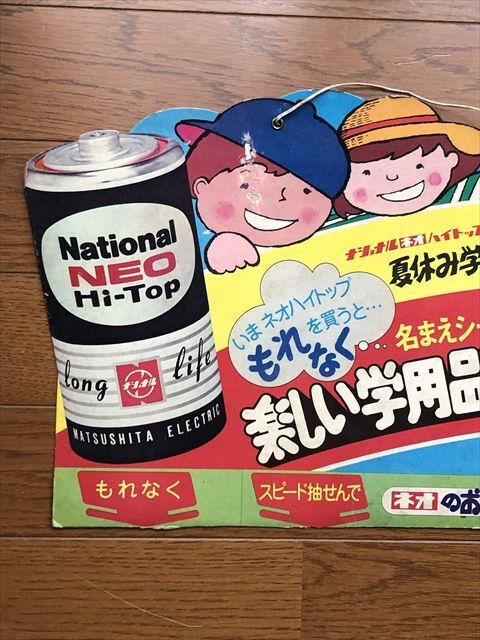 National
NEO
Hi-Top
long life
ナショナル
MATSUSHITA ELECTRIC
ナショナルネオハイトップ
夏休み学
いまネオハイトップ
を買うと…
もれなく…
名まえシー
楽しい学用品
もれなく
スピード抽せんで
ネオのお